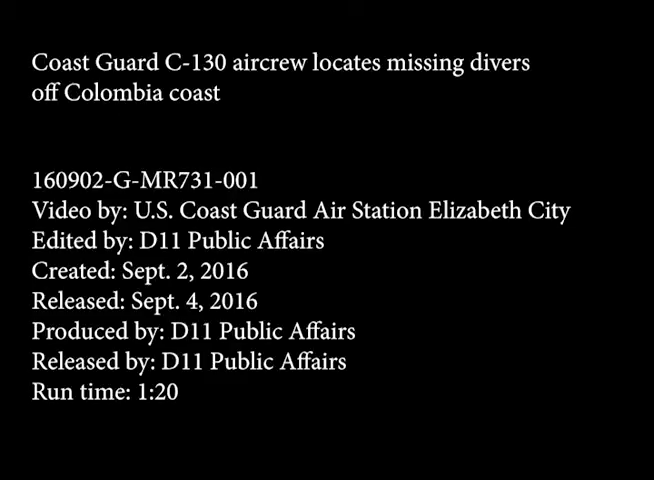 Coast Guard C-130 aircrew locates missing divers
off Colombia coast
160902-G-MR731-001
Video by: U.S. Coast Guard Air Station Elizabeth City
Edited by: D11 Public Affairs
Created: Sept. 2, 2016
Released: Sept. 4, 2016
Produced by: D11 Public Affairs
Released by: D11 Public Affairs
Run time: 1:20